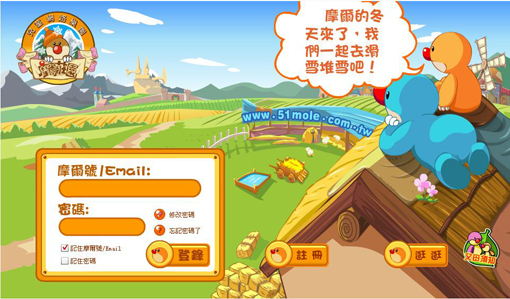 摩爾的冬
天來了，我
們一起去滑
雪堆雪吧！
www.51mole.com.tw
摩爾號/Email:
密碼:
修改密碼
忘記密碼了
記住摩爾號/Email
記住密碼
登錄
註冊
逛逛